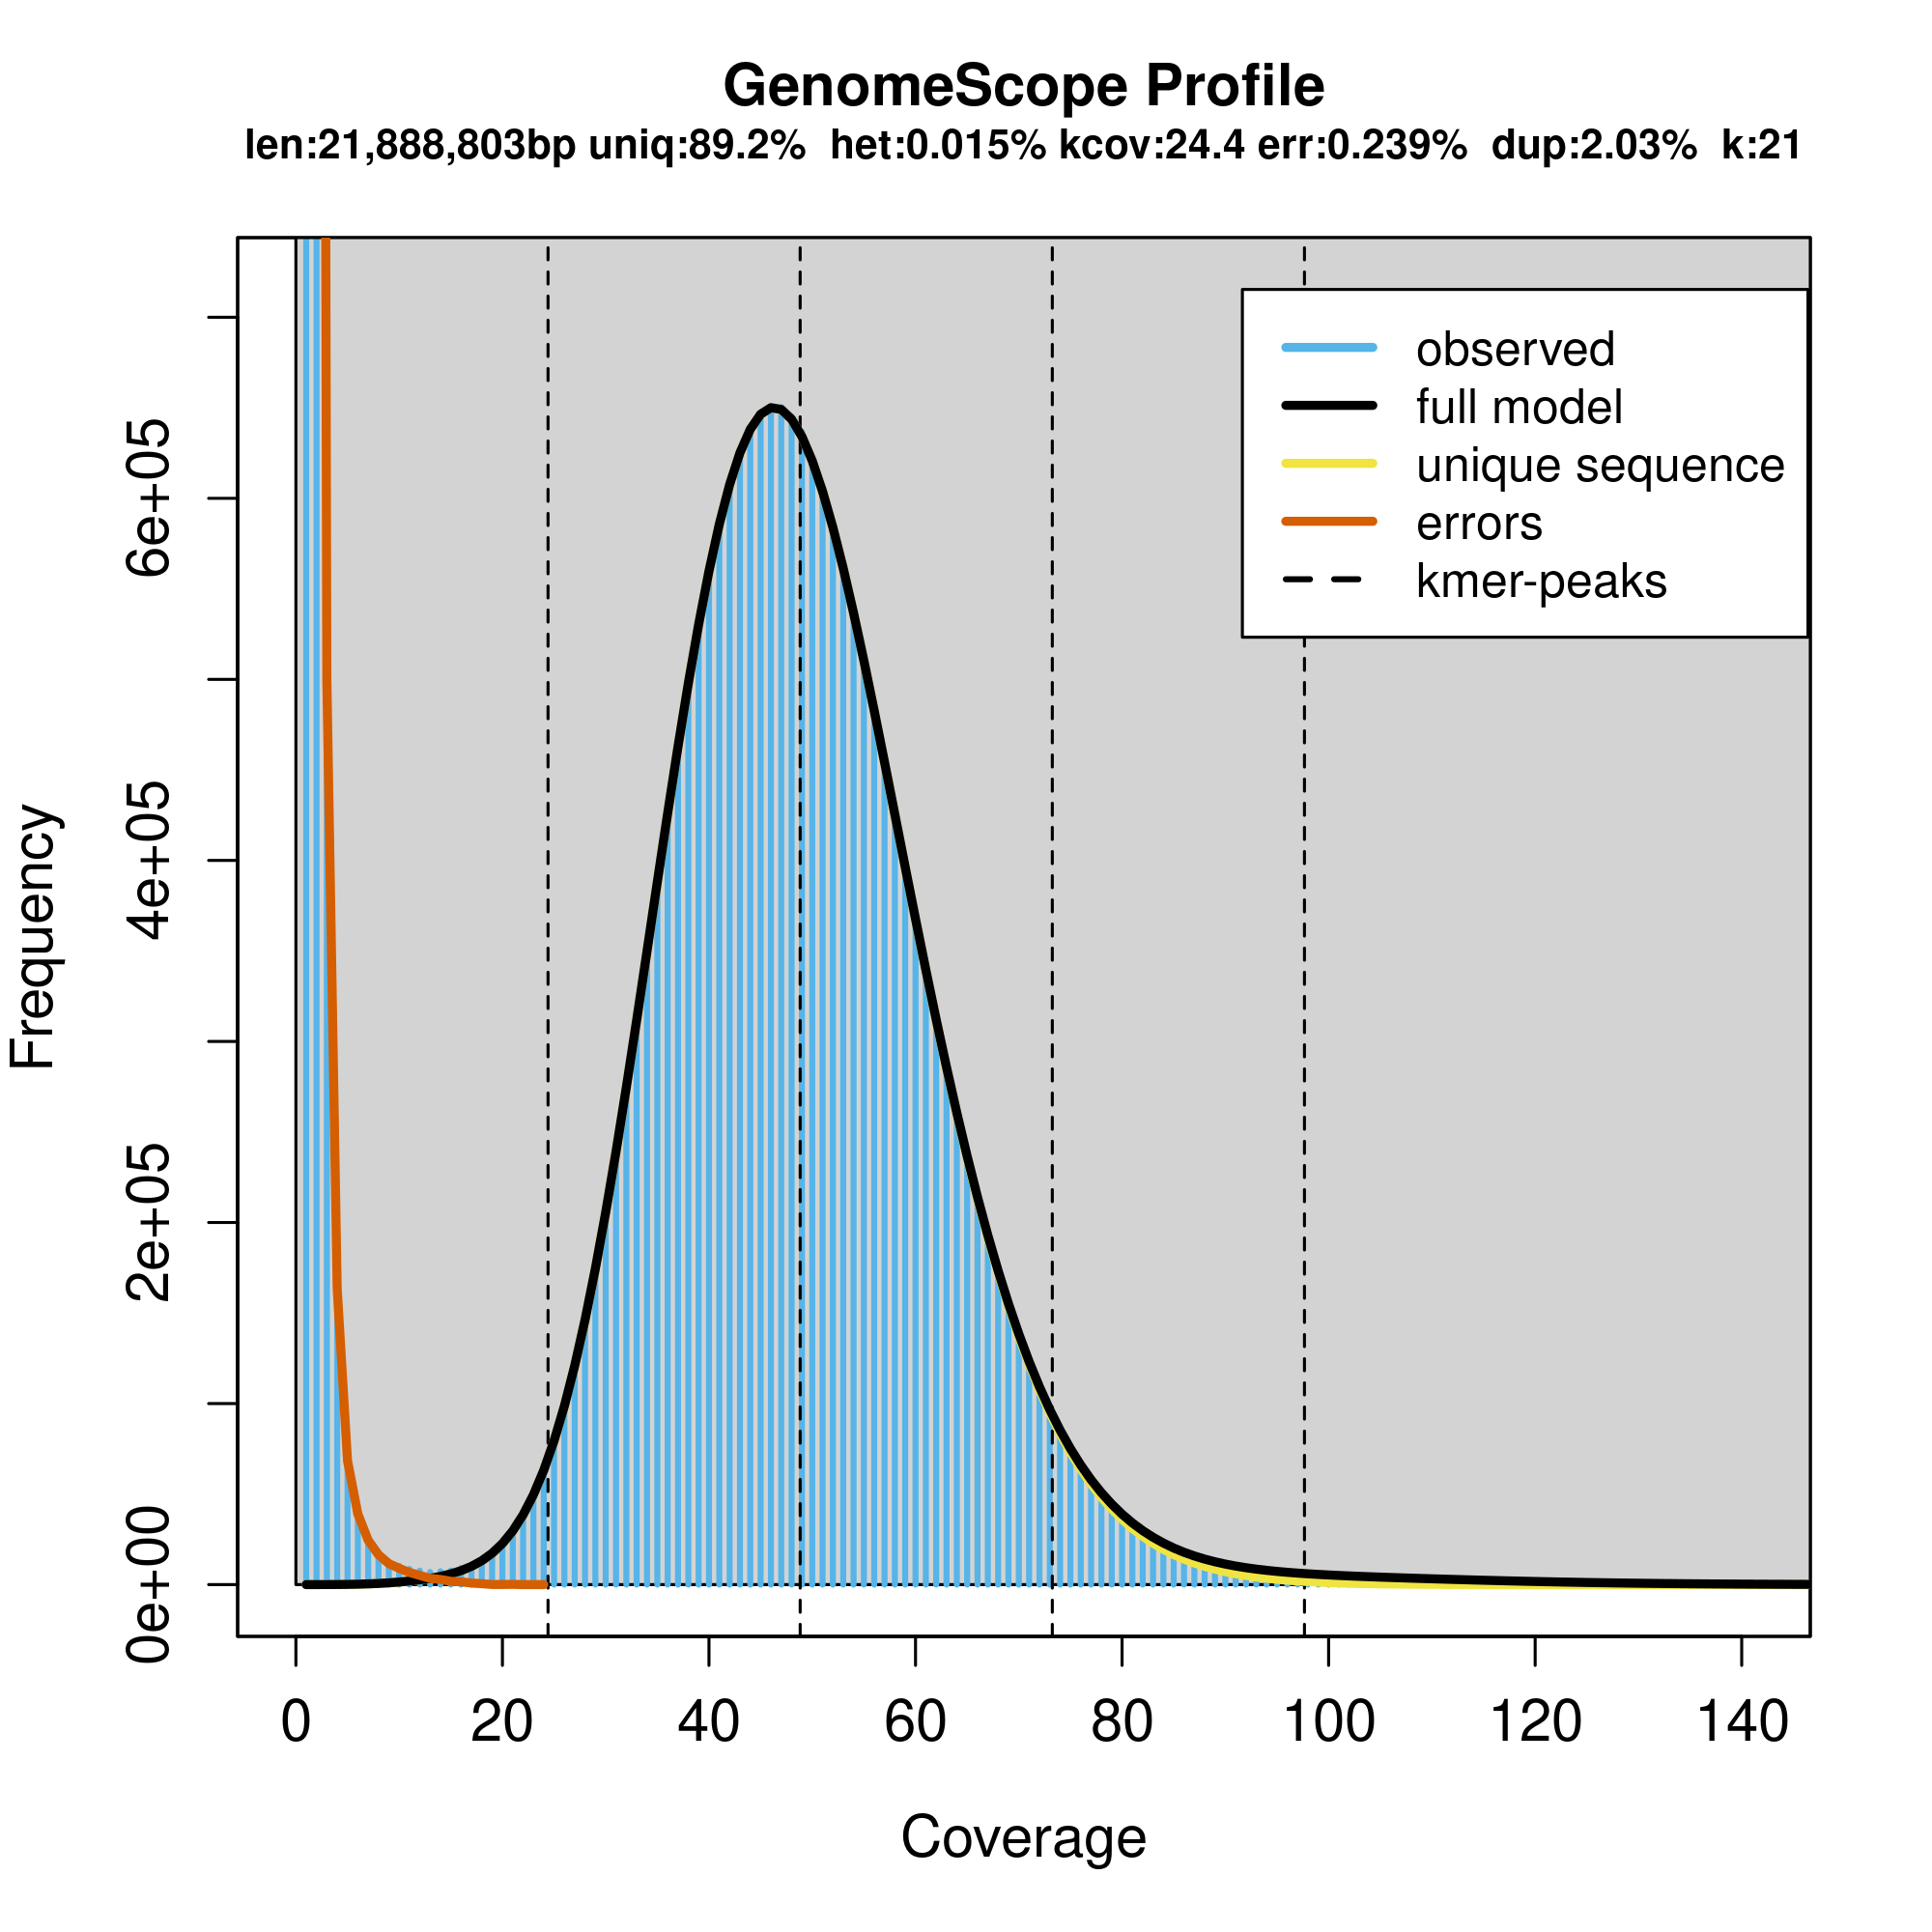 GenomeScope Profile
len:21,888,803bp uniq:89.2% het:0.015% kcov:24.4 err:0.239% dup:2.03% k:21
observed
full model
unique sequence
errors
kmer-peaks
Frequency
6e+05
4e+05
2e+05
0e+00
0 20 40 60 80 100 120 140
Coverage